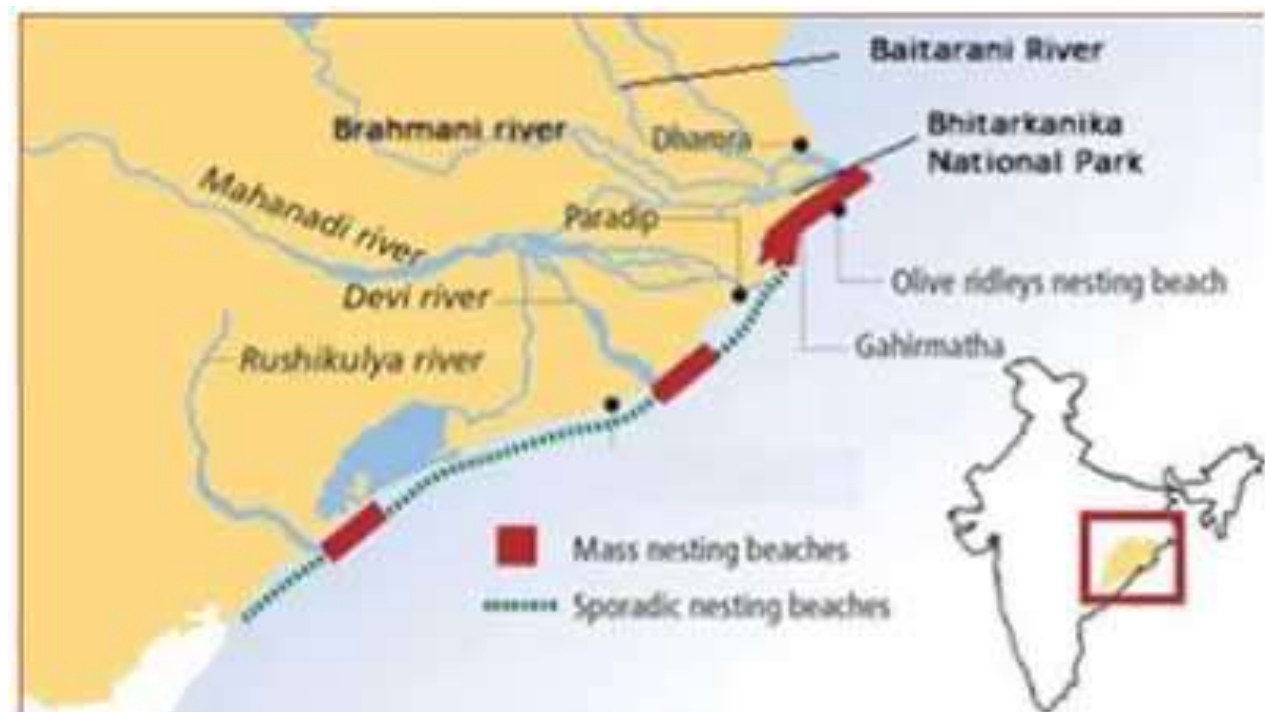 Baitarani River
Brahmani river
Dhamra
Bhitarkanika
National Park
Mahanadi river
Paradip
Devi river
Olive ridleys nesting beach
Rushikulya river
Gahirmatha
Mass nesting beaches
Sporadic nesting beaches